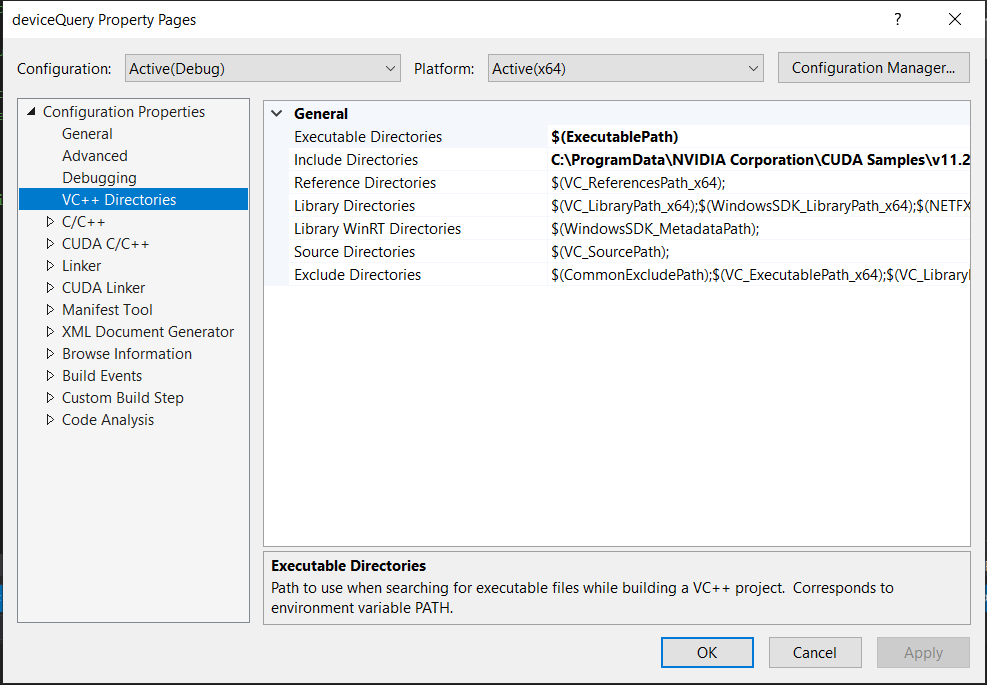 deviceQuery Property Pages
?
Configuration: Active(Debug) Platform: Active(x64) Configuration Manager...
Configuration Properties
General
Advanced
Debugging
VC++ Directories
C/C++
CUDA C/C++
Linker
CUDA Linker
Manifest Tool
XML Document Generator
Browse Information
Build Events
Custom Build Step
Code Analysis
General
Executable Directories $(ExecutablePath)
Include Directories C:\ProgramData\NVIDIA Corporation\CUDA Samples\v11.2
Reference Directories $(VC_ReferencesPath_x64);
Library Directories $(VC_LibraryPath_x64);$(WindowsSDK_LibraryPath_x64);$(NETFX
Library WinRT Directories $(WindowsSDK_MetadataPath);
Source Directories $(VC_SourcePath);
Exclude Directories $(CommonExcludePath);$(VC_ExecutablePath_x64);$(VC_Library
Executable Directories
Path to use when searching for executable files while building a VC++ project.  Corresponds to
environment variable PATH.
OK Cancel Apply